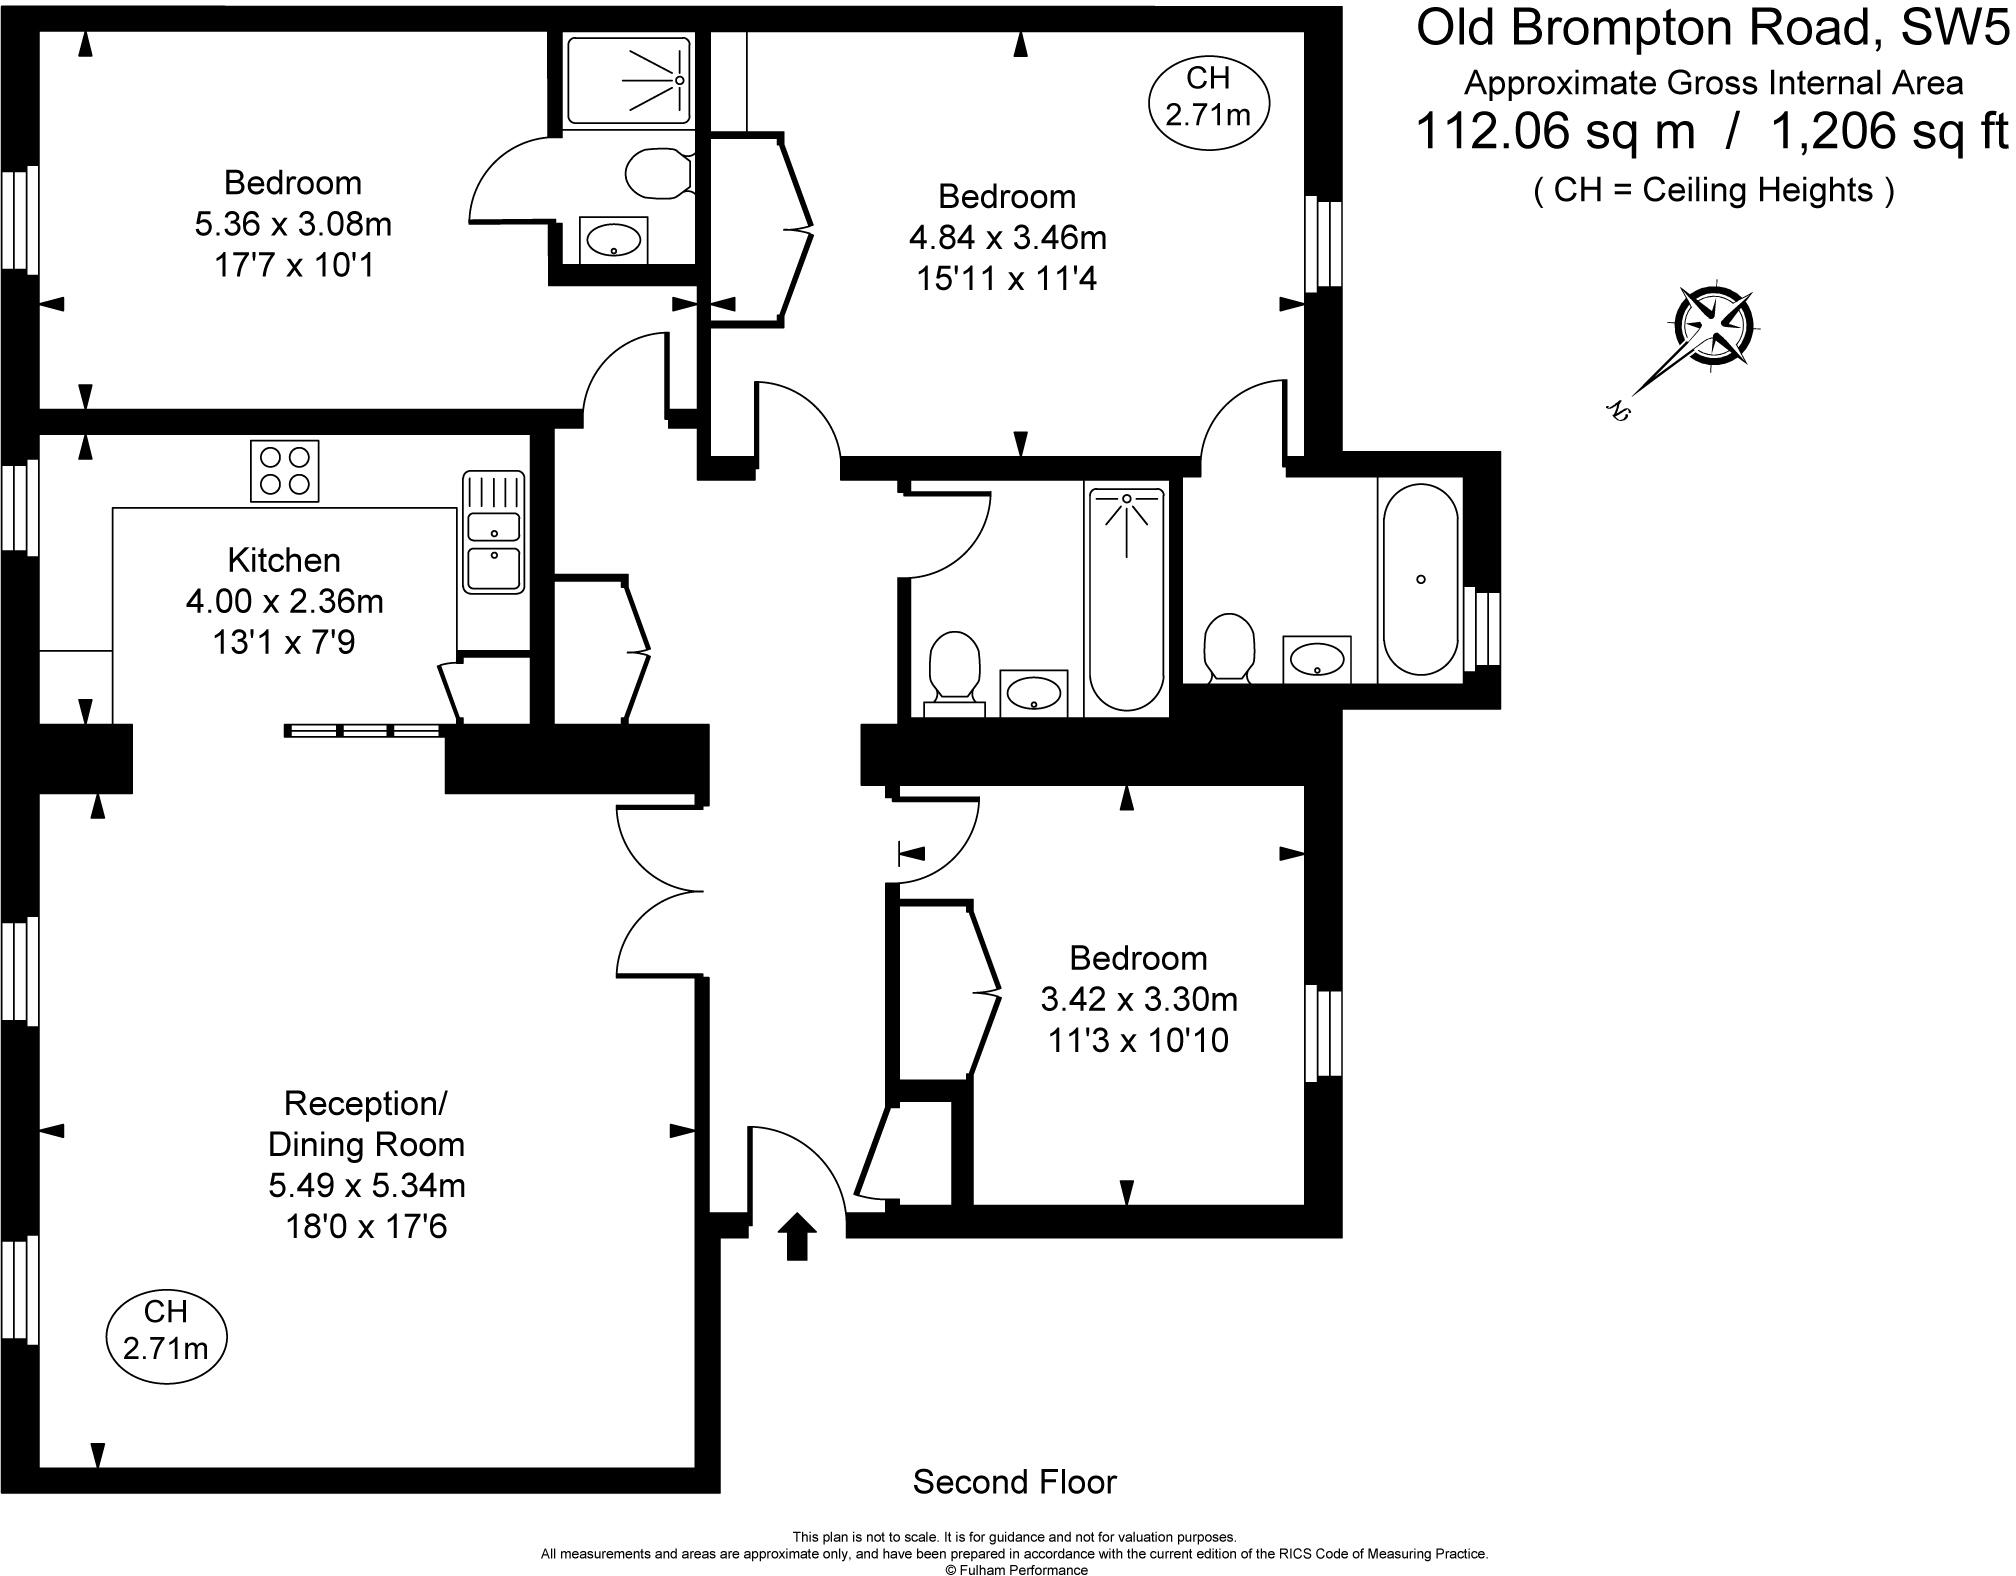 Old Brompton Road, SW5
Approximate Gross Internal Area
112.06 sq m / 1,206 sq ft
( CH = Ceiling Heights )
N
Bedroom
5.36 x 3.08m
17'7 x 10'1
CH
2.71m
Bedroom
4.84 x 3.46m
15'11 x 11'4
Kitchen
4.00 x 2.36m
13'1 x 7'9
Bedroom
3.42 x 3.30m
11'3 x 10'10
Reception/
Dining Room
5.49 x 5.34m
18'0 x 17'6
CH
2.71m
Second Floor
This plan is not to scale. It is for guidance and not for valuation purposes.
All measurements and areas are approximate only, and have been prepared in accordance with the current edition of the RICS Code of Measuring Practice.
© Fulham Performance